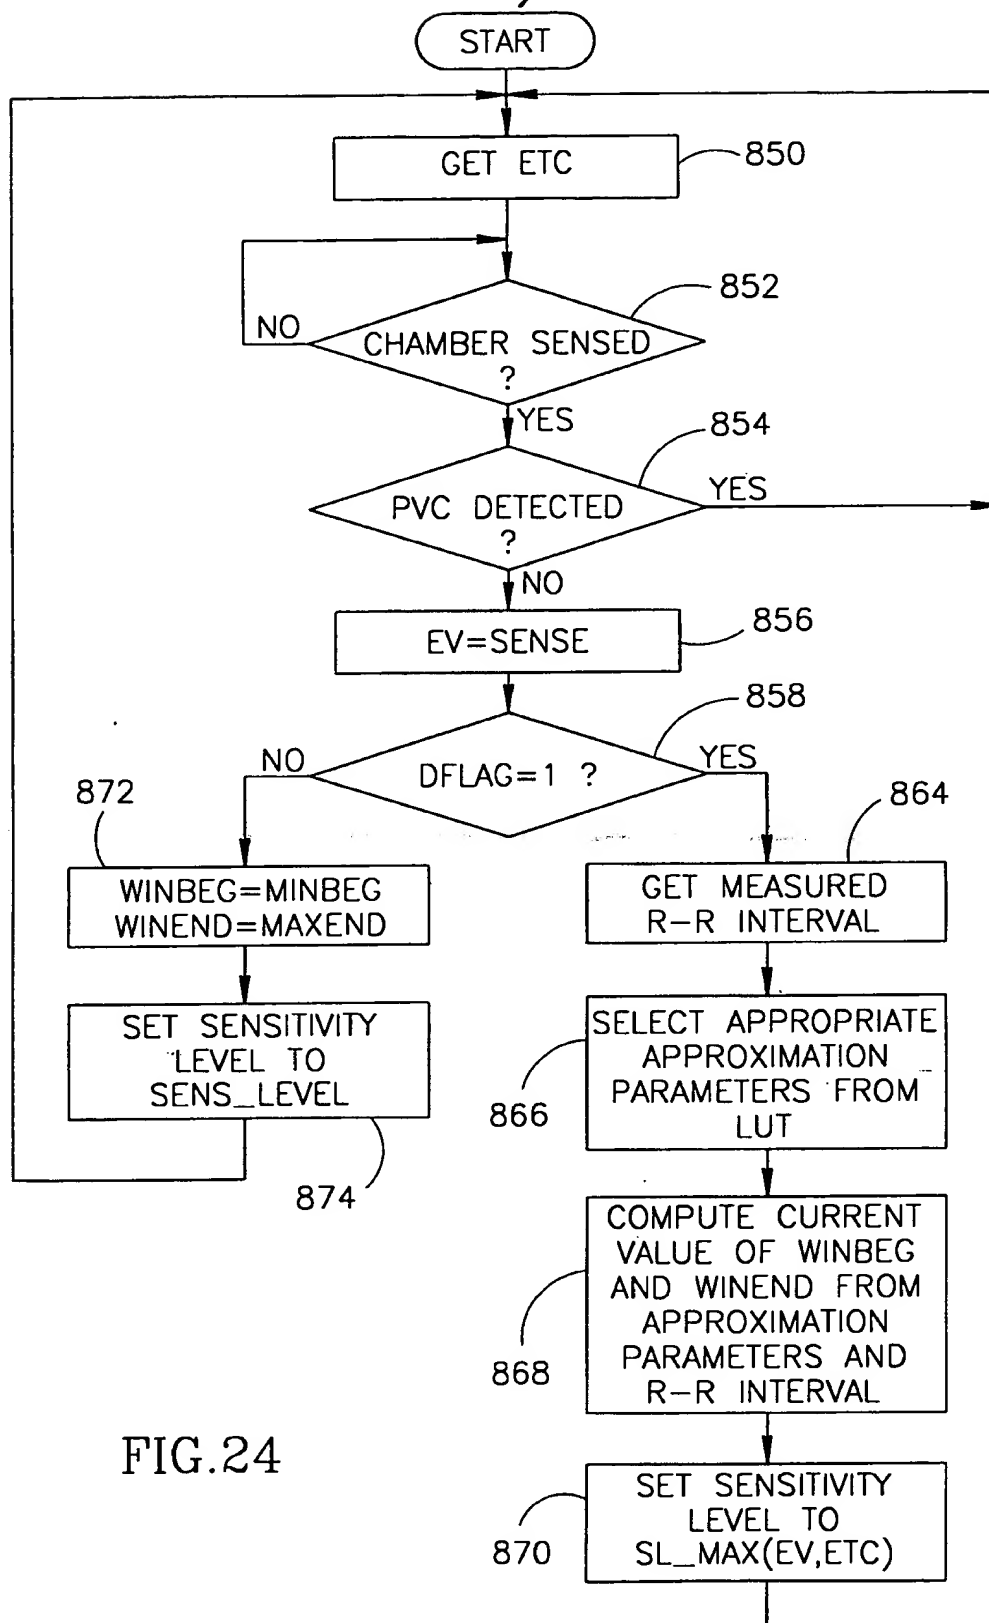 START
GET ETC
850
852
NO
CHAMBER SENSED
?
YES
854
PVC DETECTED
?
YES
NO
EV=SENSE
856
858
NO
DFLAG=1 ?
YES
872
864
WINBEG=MINBEG
WINEND=MAXEND
GET MEASURED
R-R INTERVAL
SET SENSITIVITY
LEVEL TO
SENS_LEVEL
874
SELECT APPROPRIATE
APPROXIMATION
PARAMETERS FROM
LUT
866
COMPUTE CURRENT
VALUE OF WINBEG
AND WINEND FROM
APPROXIMATION
PARAMETERS AND
R-R INTERVAL
868
SET SENSITIVITY
LEVEL TO
SL_MAX(EV,ETC)
870
FIG.24